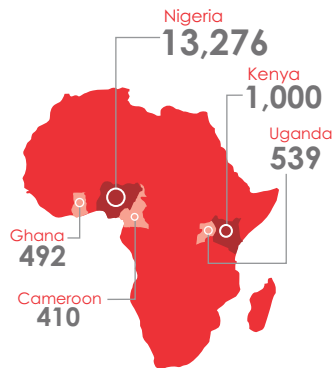 Nigeria
13,276
Kenya
1,000
Uganda
539
Ghana
492
Cameroon
410